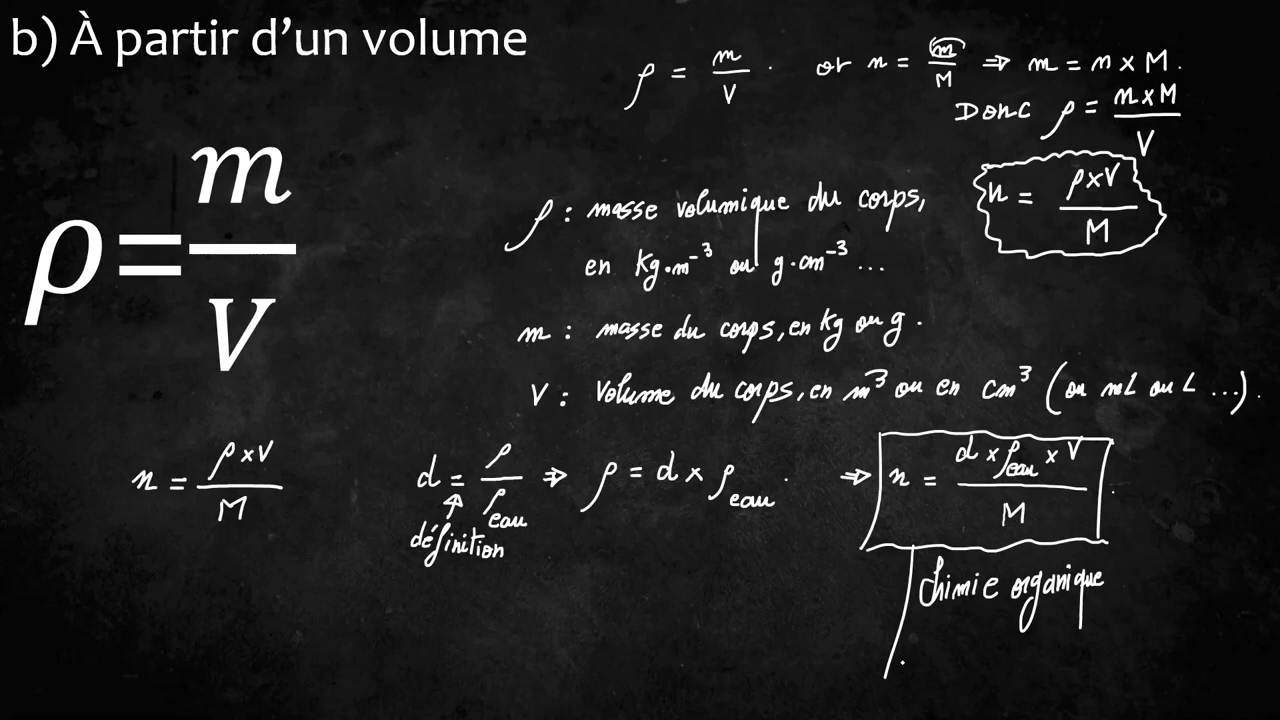 b) À partir d'un volume
ρ = m/V . or n = m/M ⇒ m = n × M .
Donc ρ = n×M/V
n = ρ×V/M
ρ = m/V
ρ : masse volumique du corps,
en kg.m⁻³ ou g.cm⁻³ ...
m : masse du corps, en kg ou g .
V : volume du corps, en m³ ou en cm³ (ou mL ou L ...) .
n = ρ×V/M
d = ρ/ρeau ⇒ ρ = d × ρeau . ⇒ n = d × ρeau × V/M .
définition
Chimie organique